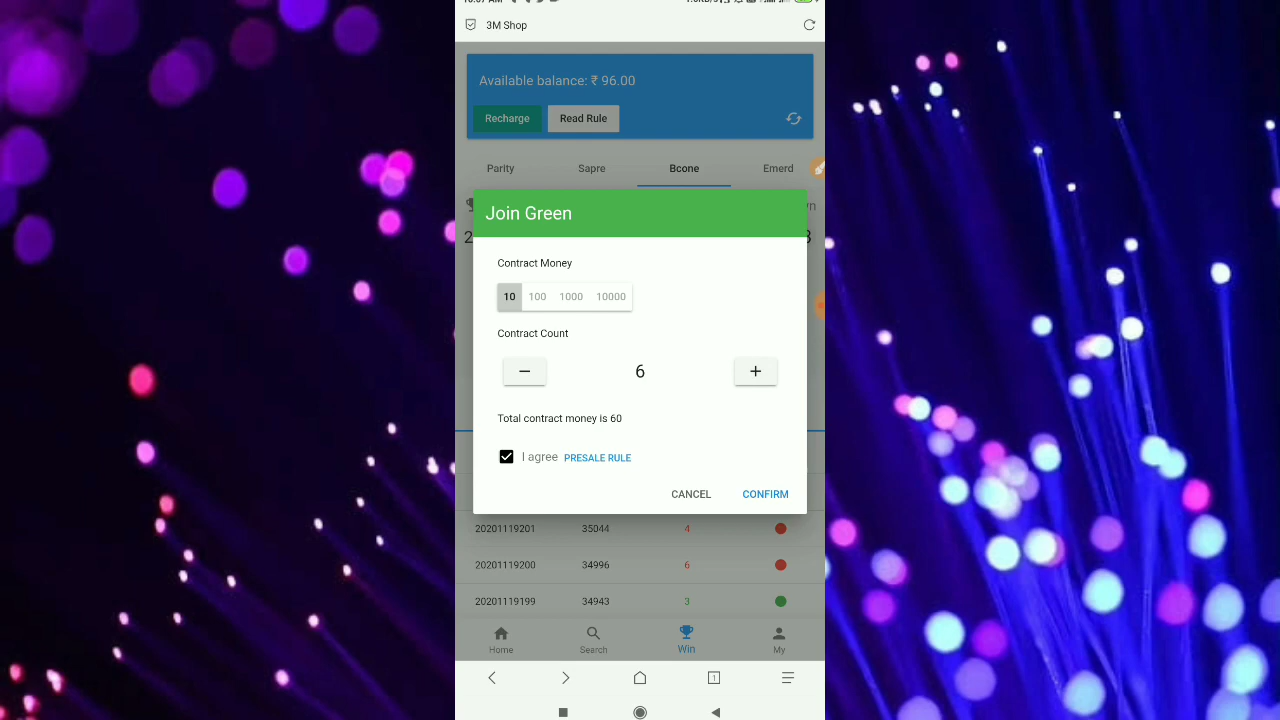 3M Shop
Available balance: ₹ 96.00
Recharge
Read Rule
Parity
Sapre
Bcone
Emerd
Join Green
Contract Money
10
100
1000
10000
Contract Count
6
Total contract money is 60
I agree
PRESALE RULE
CANCEL
CONFIRM
20201119201
35044
4
20201119200
34996
6
20201119199
34943
3
Home
Search
Win
My
1